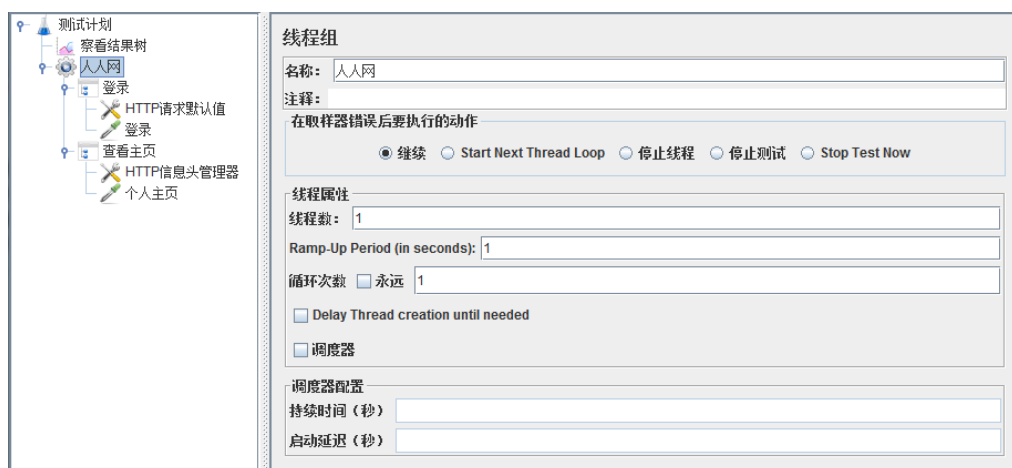 测试计划
察看结果树
人人网
登录
HTTP请求默认值
登录
查看主页
HTTP信息头管理器
个人主页
线程组
名称： 人人网
注释：
在取样器错误后要执行的动作
继续 Start Next Thread Loop 停止线程 停止测试 Stop Test Now
线程属性
线程数： 1
Ramp-Up Period (in seconds): 1
循环次数 永远 1
Delay Thread creation until needed
调度器
调度器配置
持续时间（秒）
启动延迟（秒）